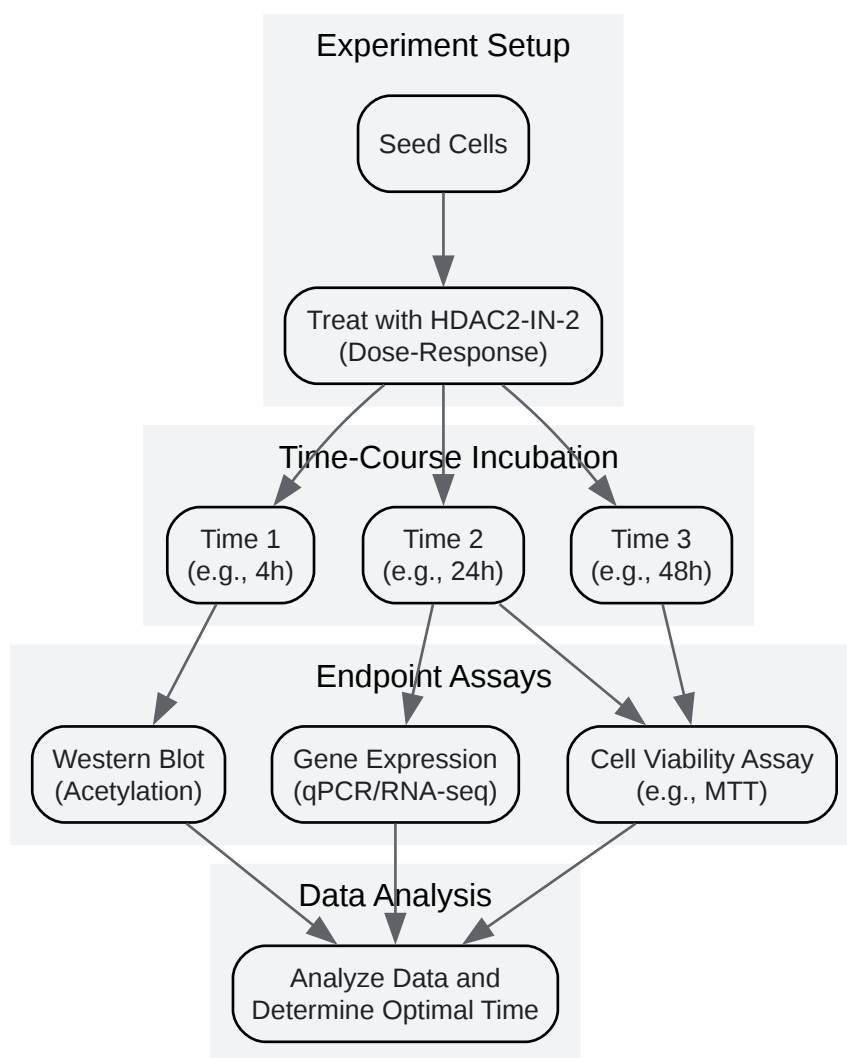 Experiment Setup
Seed Cells
Treat with HDAC2-IN-2
(Dose-Response)
Time-Course Incubation
Time 1
(e.g., 4h)
Time 2
(e.g., 24h)
Time 3
(e.g., 48h)
Endpoint Assays
Western Blot
(Acetylation)
Gene Expression
(qPCR/RNA-seq)
Cell Viability Assay
(e.g., MTT)
Data Analysis
Analyze Data and
Determine Optimal Time